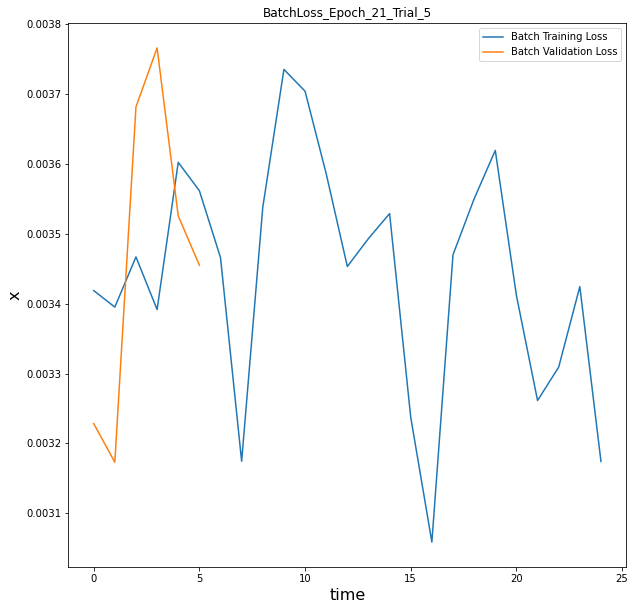 BatchLoss_Epoch_21_Trial_5
Batch Training Loss
Batch Validation Loss
0.0038
0.0037
0.0036
0.0035
0.0034
0.0033
0.0032
0.0031
x
0 5 10 15 20 25
time